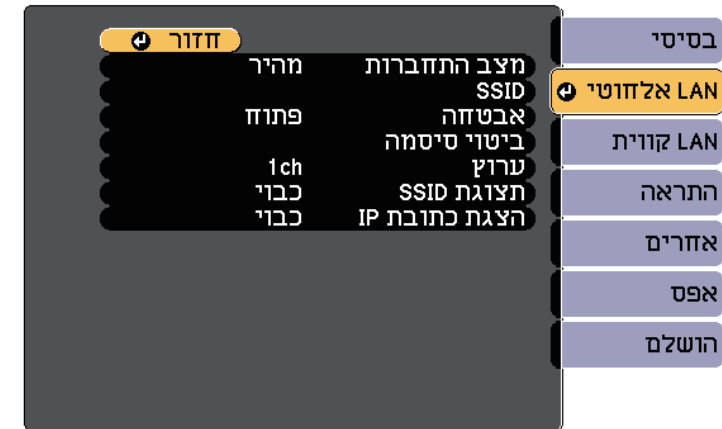 חזור
מצב התחברות מהיר
SSID
אבטחה פתוח
ביטוי סיסמה
ערוץ 1ch
תצוגת SSID כבוי
הצגת כתובת IP כבוי
בסיסי
LAN אלחוטי
LAN קווית
התראה
אחרים
אפס
הושלם